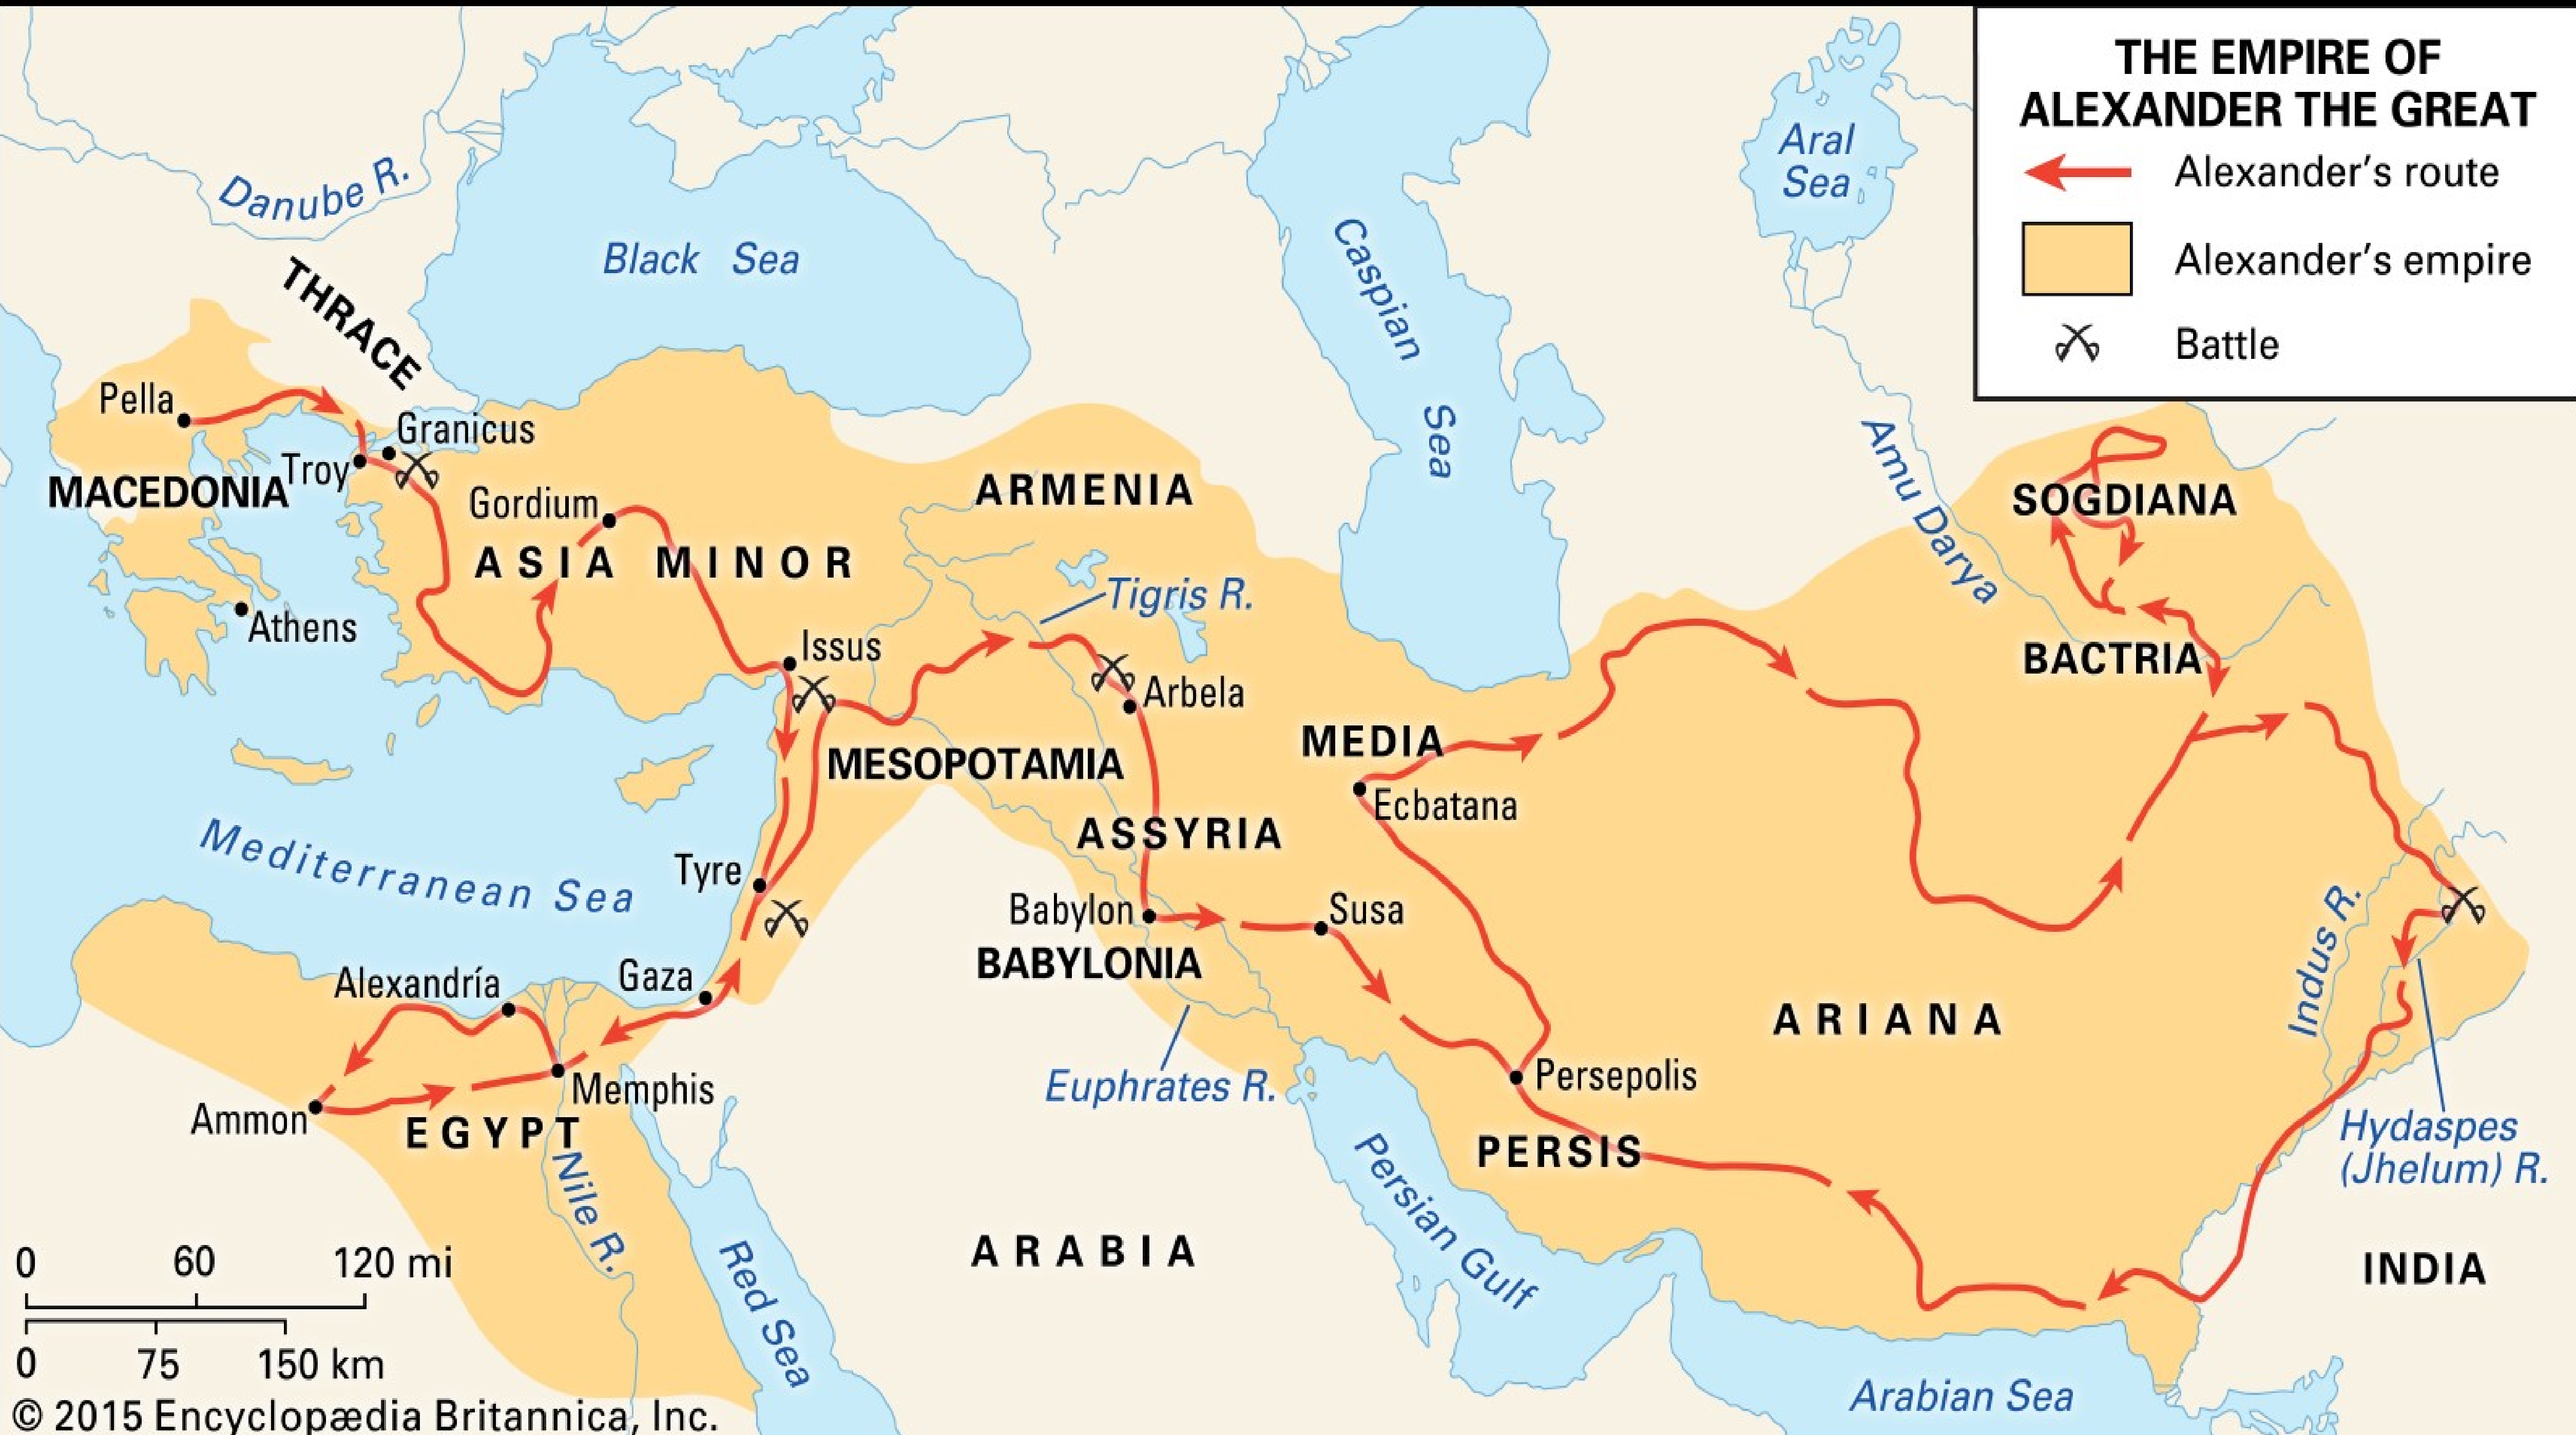 THE EMPIRE OF
ALEXANDER THE GREAT
Alexander's route
Alexander's empire
Battle
Aral
Sea
Danube R.
Black Sea
Caspian Sea
THRACE
Pella
Granicus
Troy
MACEDONIA
Gordium
ARMENIA
Amu Darya
SOGDIANA
ASIA MINOR
Tigris R.
Athens
Issus
BACTRIA
Arbela
MEDIA
MESOPOTAMIA
Ecbatana
ASSYRIA
Mediterranean Sea
Tyre
Babylon
Susa
BABYLONIA
Indus R.
Alexandría
Gaza
ARIANA
Euphrates R.
Persepolis
Memphis
Ammon
EGYPT
PERSIS
Hydaspes
(Jhelum) R.
Nile R.
Persian Gulf
Red Sea
ARABIA
INDIA
0 60 120 mi
0 75 150 km
Arabian Sea
© 2015 Encyclopædia Britannica, Inc.